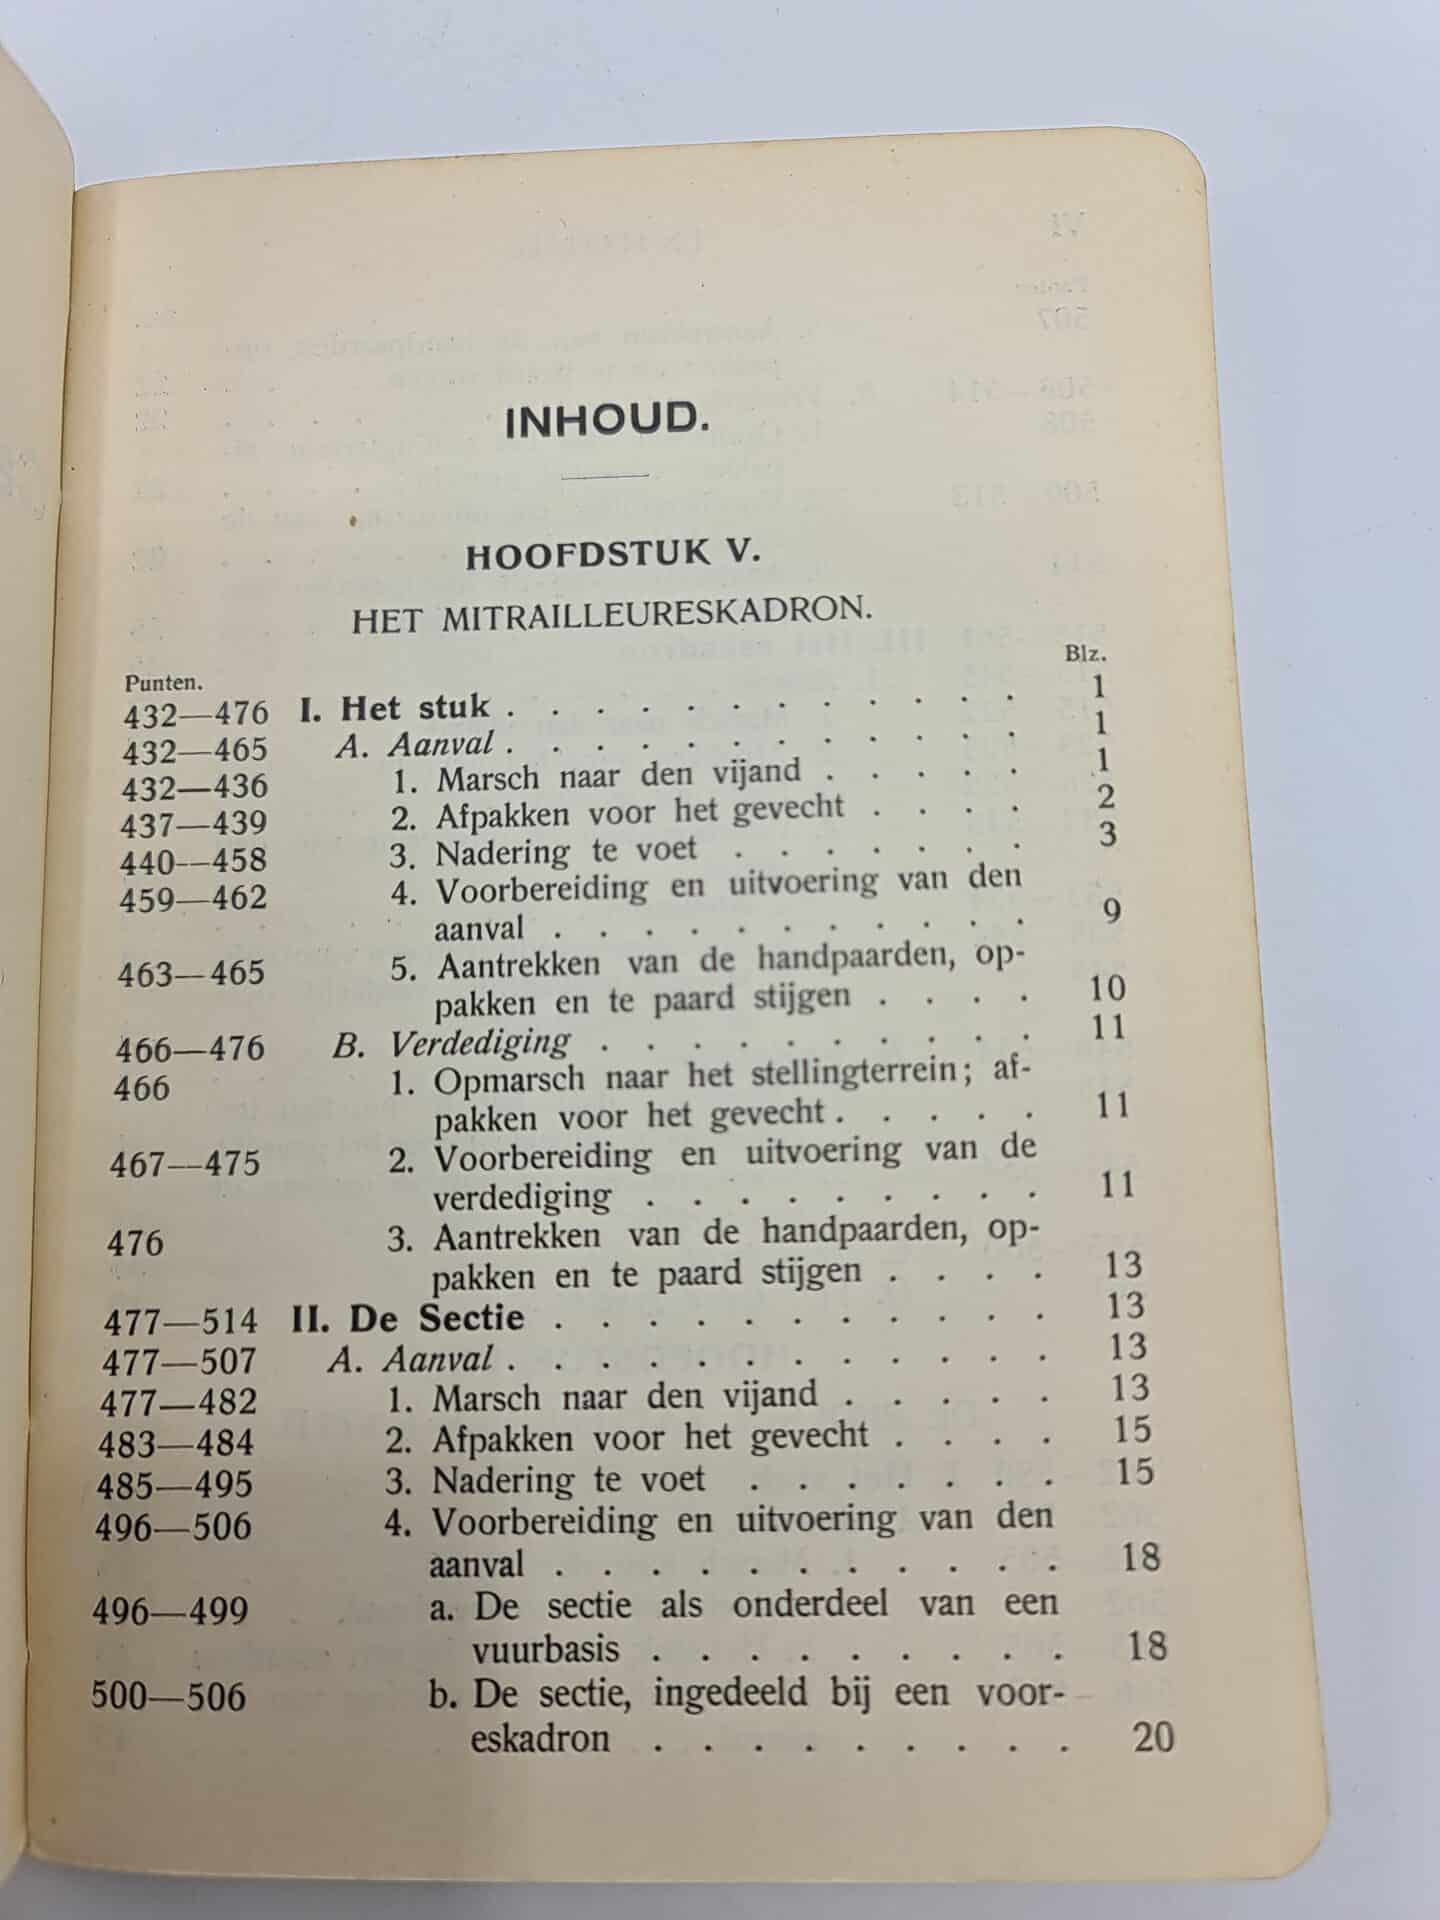 INHOUD.
HOOFDSTUK V.
HET MITRAILLEURESKADRON.
Punten. Blz.
432—476 I. Het stuk . . . . . . . . . . . . 1
432—465 A. Aanval . . . . . . . . . . . . 1
432—436 1. Marsch naar den vijand . . . . . 1
437—439 2. Afpakken voor het gevecht . . . . 2
440—458 3. Nadering te voet . . . . . . . 3
459—462 4. Voorbereiding en uitvoering van den
aanval . . . . . . . . . . . 9
463—465 5. Aantrekken van de handpaarden, op-
pakken en te paard stijgen . . . . 10
466—476 B. Verdediging . . . . . . . . . . 11
466 1. Opmarsch naar het stellingterrein; af-
pakken voor het gevecht . . . . . 11
467—475 2. Voorbereiding en uitvoering van de
verdediging . . . . . . . . . 11
476 3. Aantrekken van de handpaarden, op-
pakken en te paard stijgen . . . . 13
477—514 II. De Sectie . . . . . . . . . . . 13
477—507 A. Aanval . . . . . . . . . . . . 13
477—482 1. Marsch naar den vijand . . . . . 13
483—484 2. Afpakken voor het gevecht . . . . 15
485—495 3. Nadering te voet . . . . . . . 15
496—506 4. Voorbereiding en uitvoering van den
aanval . . . . . . . . . . . 18
496—499 a. De sectie als onderdeel van een
vuurbasis . . . . . . . . . 18
500—506 b. De sectie, ingedeeld bij een voor-
eskadron . . . . . . . . . 20